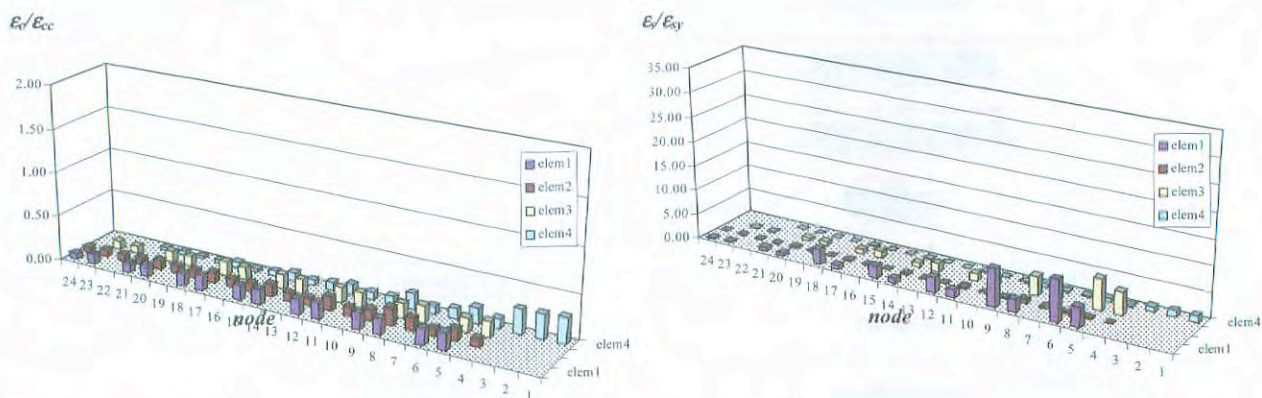 εc/εcc
2.00
1.50
1.00
0.50
0.00
elem1
elem2
elem3
elem4
24 23 22 21 20 19 18 17 16 13 12 11 10 9 8 7 6 5 4 3 2 1
node
elem4
elem1
εs/εsy
35.00
30.00
25.00
20.00
15.00
10.00
5.00
0.00
elem1
elem2
elem3
elem4
24 23 22 21 20 19 18 17 16 15 14 13 12 11 10 9 8 7 6 5 4 3 2 1
node
elem4
elem1